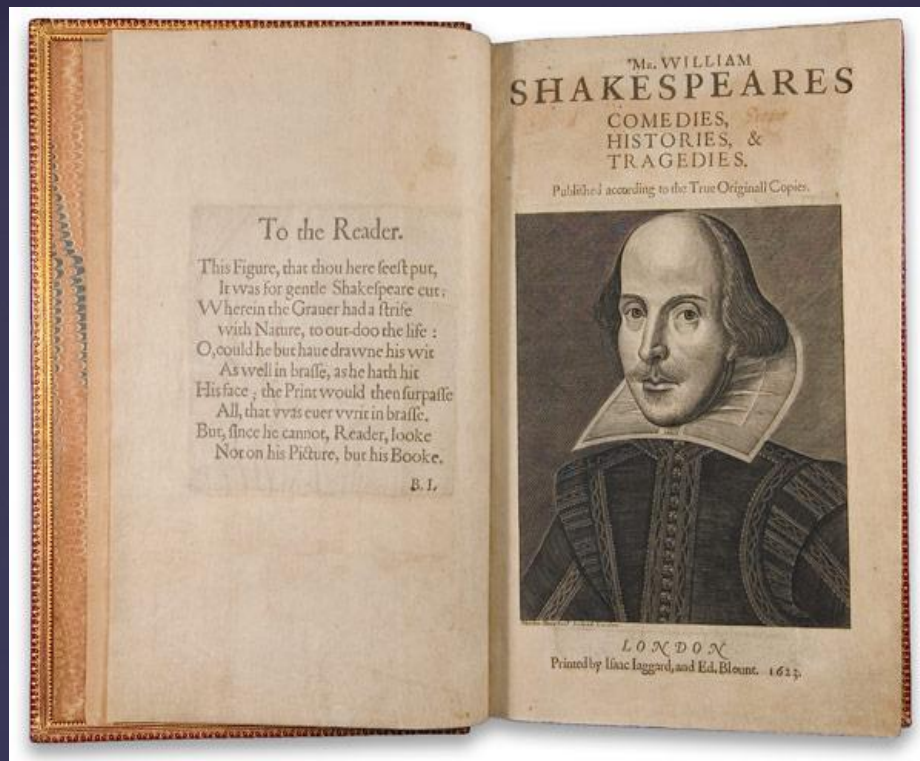 To the Reader.
This Figure, that thou here ſeeſt put,
It was for gentle Shakeſpeare cut;
Wherein the Grauer had a ſtrife
with Nature, to out-doo the life :
O, could he but haue drawne his wit
As well in braſſe, as he hath hit
His face ; the Print would then ſurpaſſe
All, that vvas euer vvrit in braſſe.
But, ſince he cannot, Reader, looke
Not on his Picture, but his Booke.
B. I.
Mr. WILLIAM
SHAKESPEARES
COMEDIES,
HISTORIES, &
TRAGEDIES.
Publiſhed according to the True Originall Copies.
LONDON
Printed by Iſaac Iaggard, and Ed. Blount. 1623.